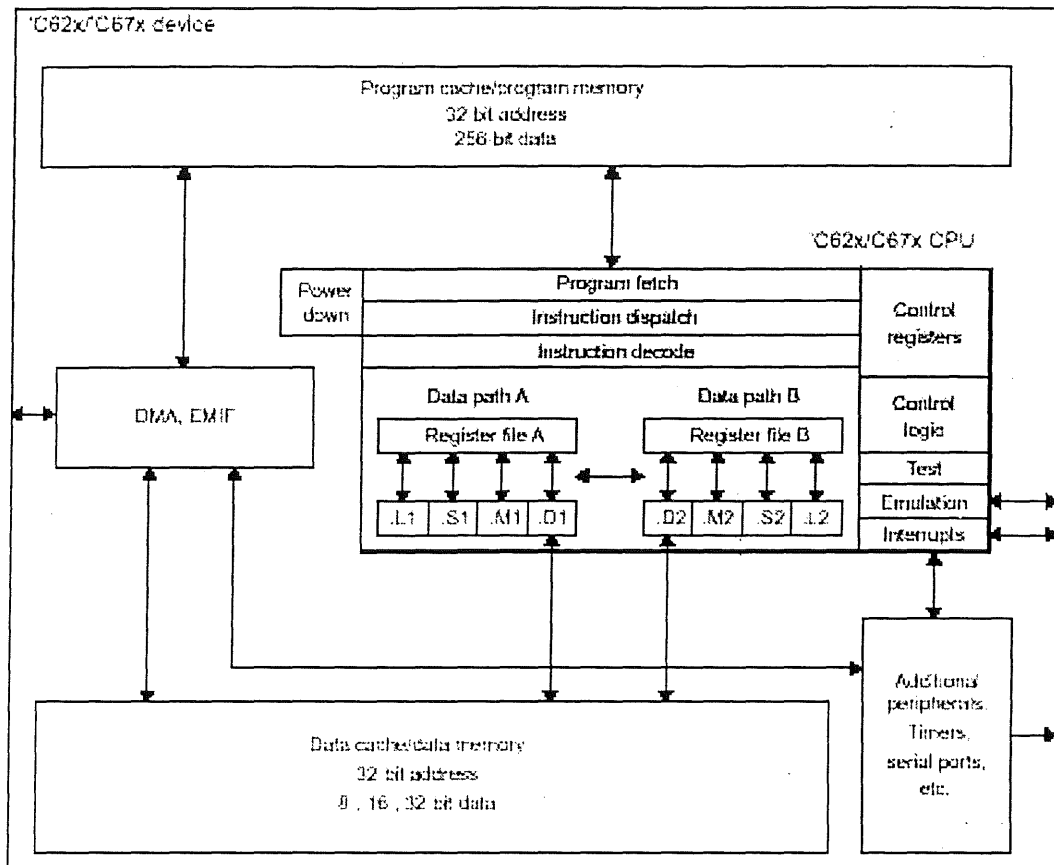 'C62x/'C67x device
Program cache/program memory
32 bit address
256-bit data
'C62x/C67x CPU
Power
down
Program fetch
Instruction dispatch
Instruction decode
Control
registers
DMA, EMIF
Data path A
Data path B
Register file A
Register file B
Control
logic
Test
Emulation
Interrupts
.L1
.S1
.M1
.D1
.D2
.M2
.S2
.L2
Additional
peripherals,
Timers,
serial ports,
etc.
Data cache/data memory
32 bit address
8 , 16 , 32 bit data